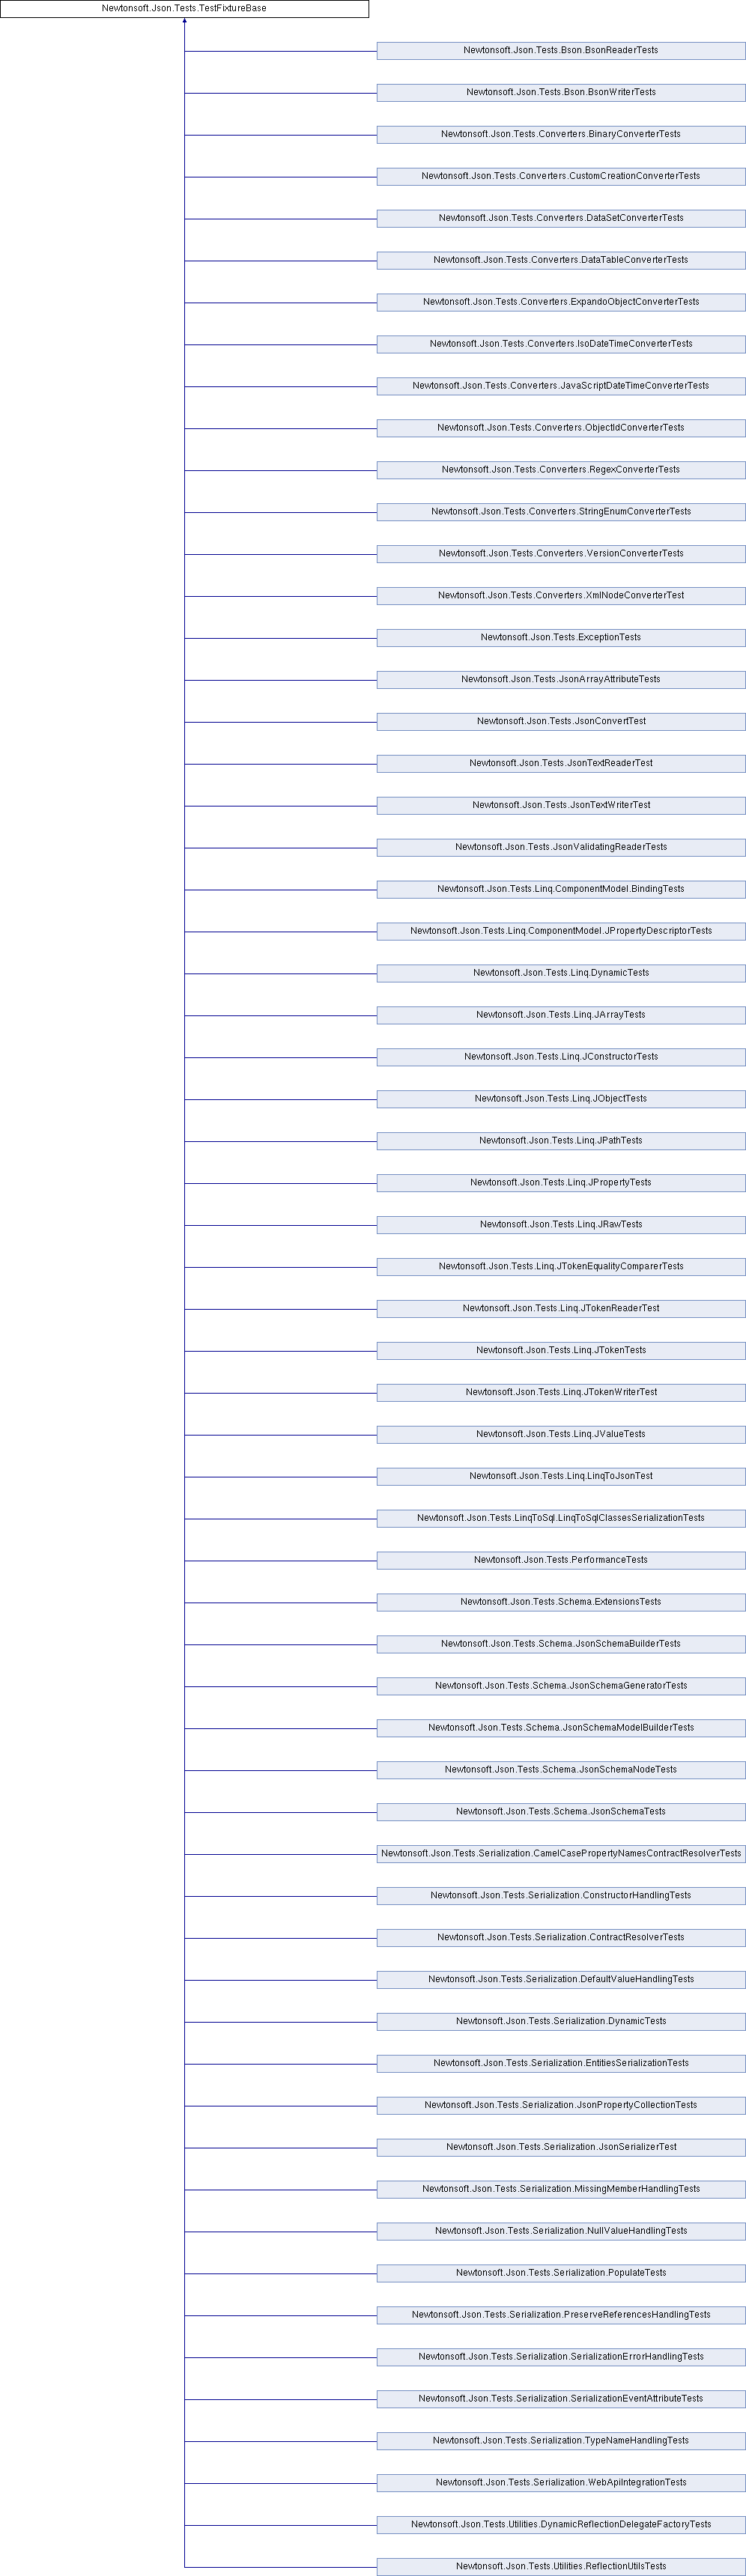 Newtonsoft.Json.Tests.TestFixtureBase
Newtonsoft.Json.Tests.Bson.BsonReaderTests
Newtonsoft.Json.Tests.Bson.BsonWriterTests
Newtonsoft.Json.Tests.Converters.BinaryConverterTests
Newtonsoft.Json.Tests.Converters.CustomCreationConverterTests
Newtonsoft.Json.Tests.Converters.DataSetConverterTests
Newtonsoft.Json.Tests.Converters.DataTableConverterTests
Newtonsoft.Json.Tests.Converters.ExpandoObjectConverterTests
Newtonsoft.Json.Tests.Converters.IsoDateTimeConverterTests
Newtonsoft.Json.Tests.Converters.JavaScriptDateTimeConverterTests
Newtonsoft.Json.Tests.Converters.ObjectIdConverterTests
Newtonsoft.Json.Tests.Converters.RegexConverterTests
Newtonsoft.Json.Tests.Converters.StringEnumConverterTests
Newtonsoft.Json.Tests.Converters.VersionConverterTests
Newtonsoft.Json.Tests.Converters.XmlNodeConverterTest
Newtonsoft.Json.Tests.ExceptionTests
Newtonsoft.Json.Tests.JsonArrayAttributeTests
Newtonsoft.Json.Tests.JsonConvertTest
Newtonsoft.Json.Tests.JsonTextReaderTest
Newtonsoft.Json.Tests.JsonTextWriterTest
Newtonsoft.Json.Tests.JsonValidatingReaderTests
Newtonsoft.Json.Tests.Linq.ComponentModel.BindingTests
Newtonsoft.Json.Tests.Linq.ComponentModel.JPropertyDescriptorTests
Newtonsoft.Json.Tests.Linq.DynamicTests
Newtonsoft.Json.Tests.Linq.JArrayTests
Newtonsoft.Json.Tests.Linq.JConstructorTests
Newtonsoft.Json.Tests.Linq.JObjectTests
Newtonsoft.Json.Tests.Linq.JPathTests
Newtonsoft.Json.Tests.Linq.JPropertyTests
Newtonsoft.Json.Tests.Linq.JRawTests
Newtonsoft.Json.Tests.Linq.JTokenEqualityComparerTests
Newtonsoft.Json.Tests.Linq.JTokenReaderTest
Newtonsoft.Json.Tests.Linq.JTokenTests
Newtonsoft.Json.Tests.Linq.JTokenWriterTest
Newtonsoft.Json.Tests.Linq.JValueTests
Newtonsoft.Json.Tests.Linq.LinqToJsonTest
Newtonsoft.Json.Tests.LinqToSql.LinqToSqlClassesSerializationTests
Newtonsoft.Json.Tests.PerformanceTests
Newtonsoft.Json.Tests.Schema.ExtensionsTests
Newtonsoft.Json.Tests.Schema.JsonSchemaBuilderTests
Newtonsoft.Json.Tests.Schema.JsonSchemaGeneratorTests
Newtonsoft.Json.Tests.Schema.JsonSchemaModelBuilderTests
Newtonsoft.Json.Tests.Schema.JsonSchemaNodeTests
Newtonsoft.Json.Tests.Schema.JsonSchemaTests
Newtonsoft.Json.Tests.Serialization.CamelCasePropertyNamesContractResolverTests
Newtonsoft.Json.Tests.Serialization.ConstructorHandlingTests
Newtonsoft.Json.Tests.Serialization.ContractResolverTests
Newtonsoft.Json.Tests.Serialization.DefaultValueHandlingTests
Newtonsoft.Json.Tests.Serialization.DynamicTests
Newtonsoft.Json.Tests.Serialization.EntitiesSerializationTests
Newtonsoft.Json.Tests.Serialization.JsonPropertyCollectionTests
Newtonsoft.Json.Tests.Serialization.JsonSerializerTest
Newtonsoft.Json.Tests.Serialization.MissingMemberHandlingTests
Newtonsoft.Json.Tests.Serialization.NullValueHandlingTests
Newtonsoft.Json.Tests.Serialization.PopulateTests
Newtonsoft.Json.Tests.Serialization.PreserveReferencesHandlingTests
Newtonsoft.Json.Tests.Serialization.SerializationErrorHandlingTests
Newtonsoft.Json.Tests.Serialization.SerializationEventAttributeTests
Newtonsoft.Json.Tests.Serialization.TypeNameHandlingTests
Newtonsoft.Json.Tests.Serialization.WebApiIntegrationTests
Newtonsoft.Json.Tests.Utilities.DynamicReflectionDelegateFactoryTests
Newtonsoft.Json.Tests.Utilities.ReflectionUtilsTests